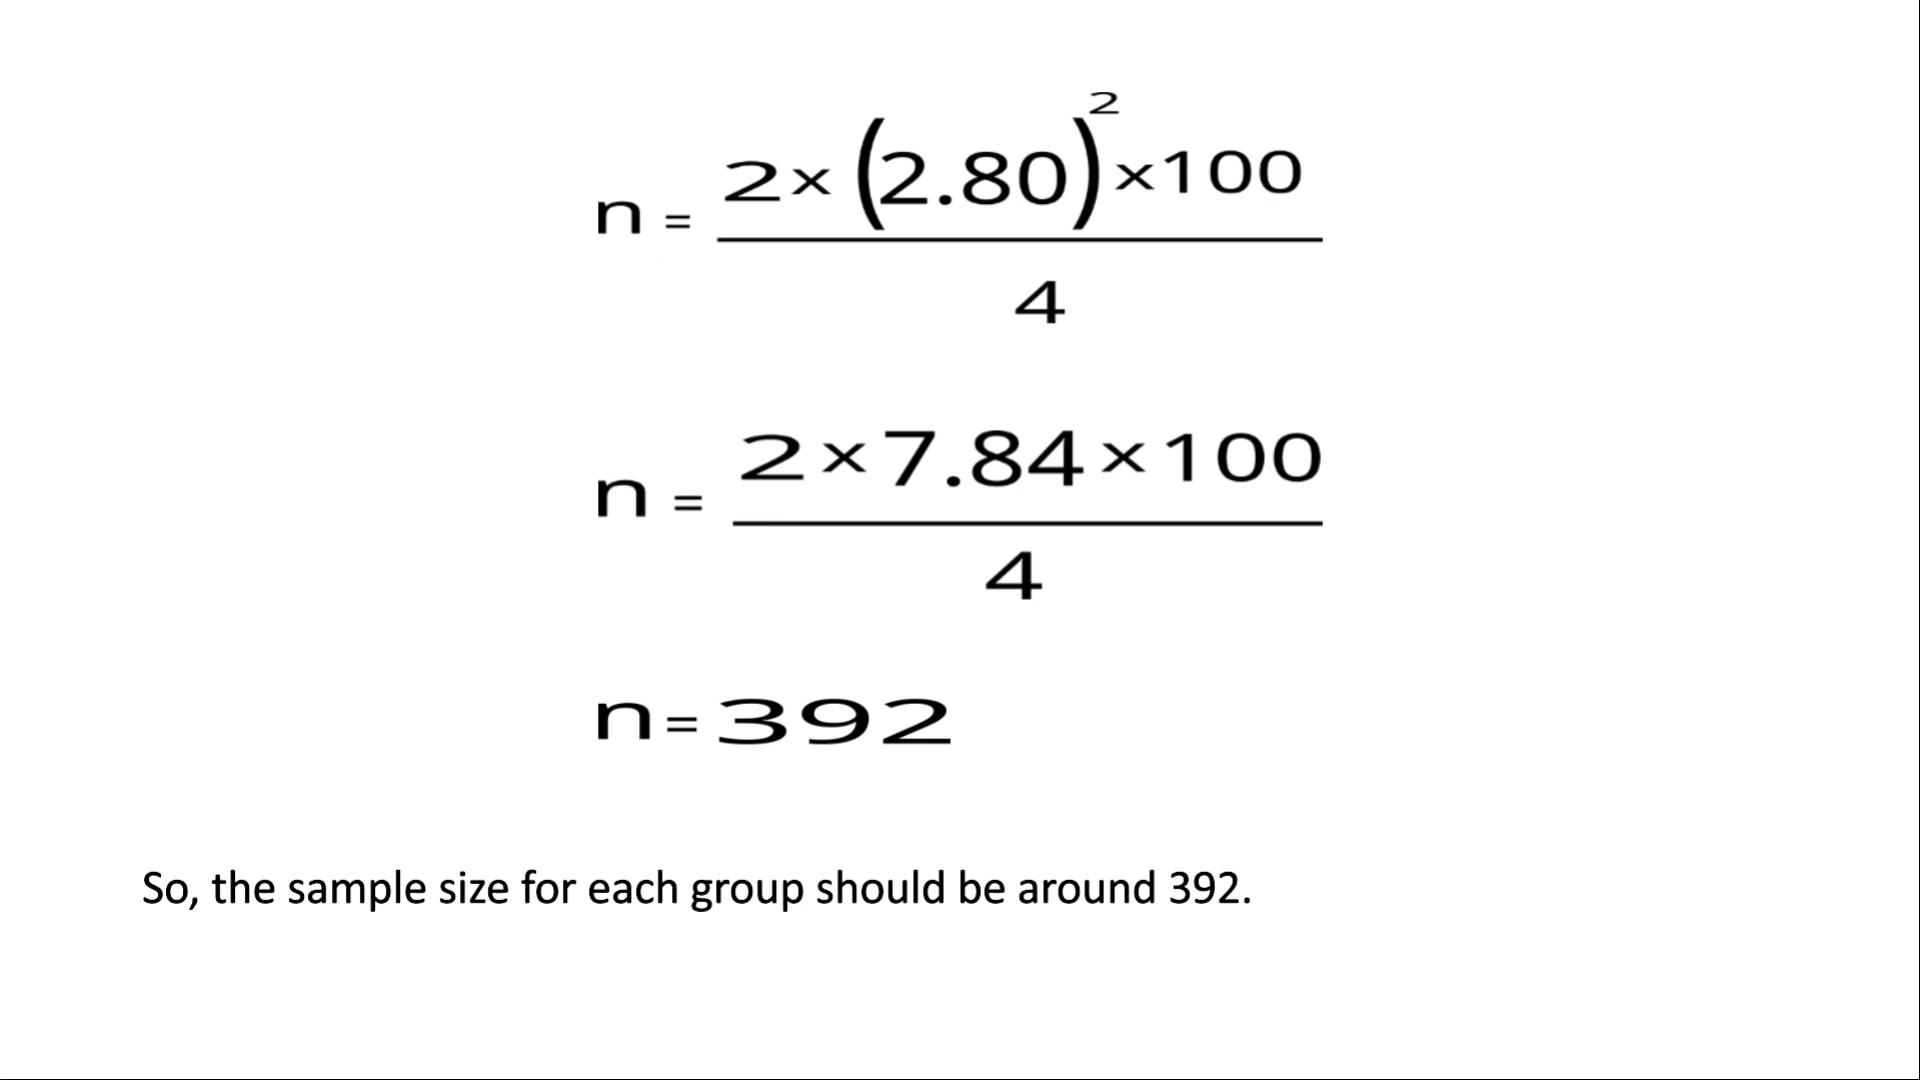 n = 2 × (2.80)² × 100 / 4
n = 2 × 7.84 × 100 / 4
n = 392
So, the sample size for each group should be around 392.